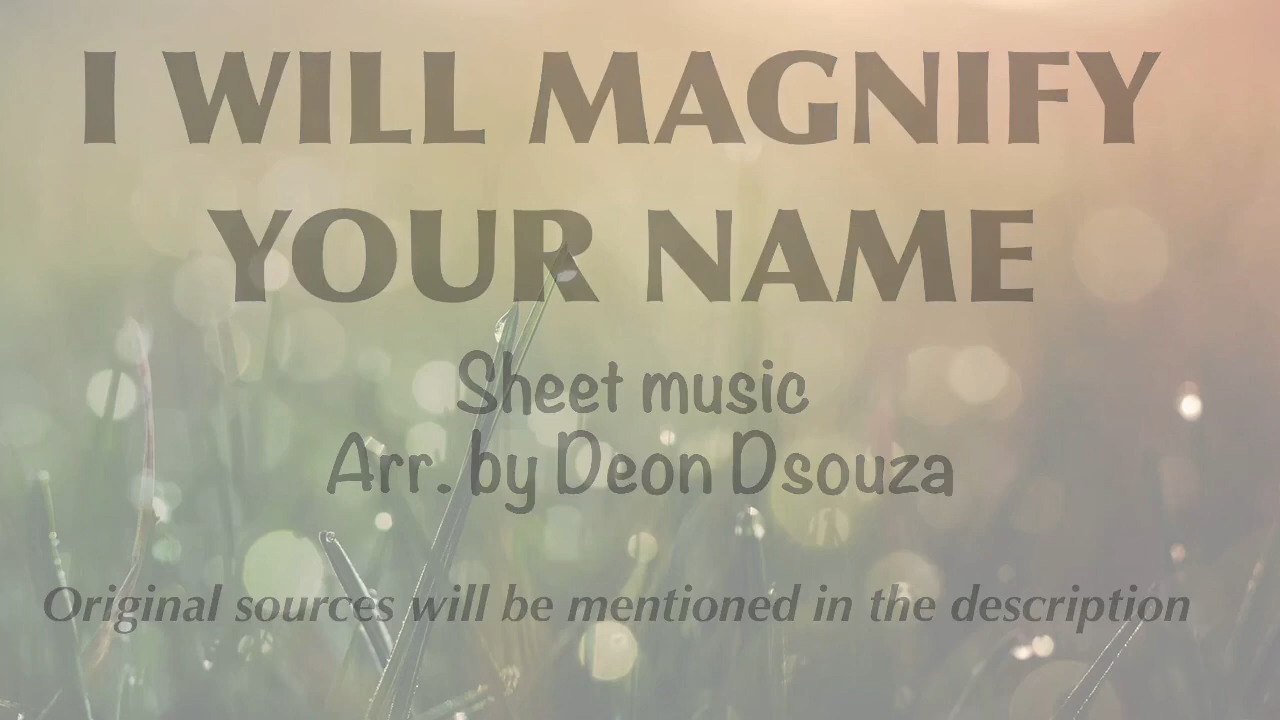 I WILL MAGNIFY
YOUR NAME
Sheet music
Arr. by Deon Dsouza
Original sources will be mentioned in the description